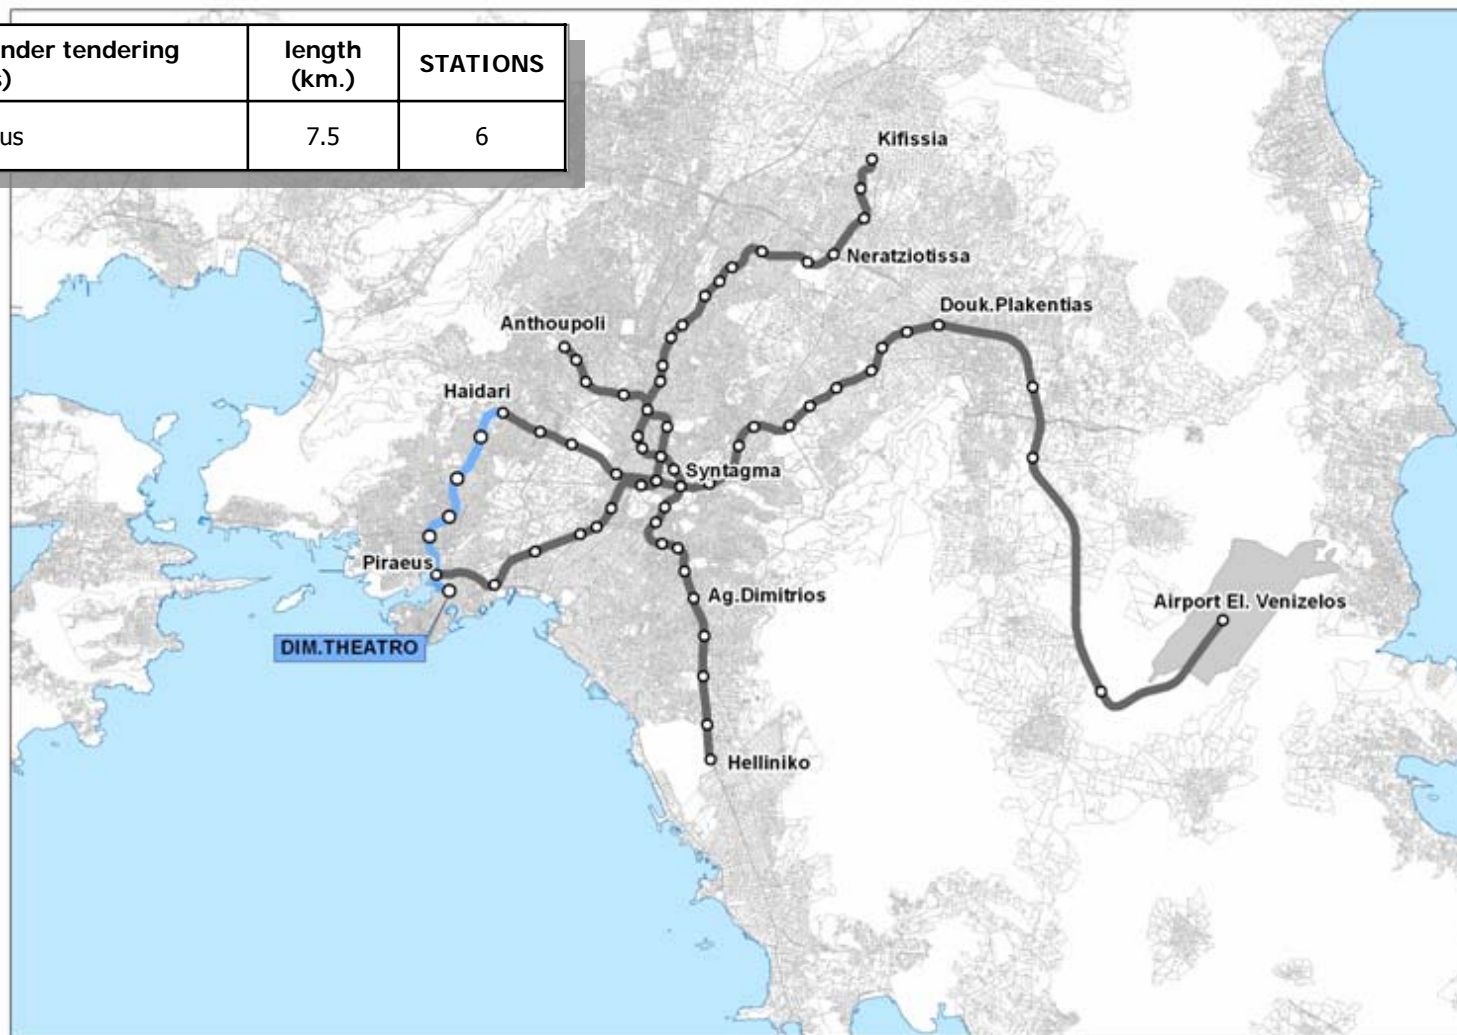 nder tendering
s)
length
(km.)
STATIONS
us
7.5
6
Kifissia
Neratziotissa
Douk.Plakentias
Anthoupoli
Haidari
Syntagma
Piraeus
Ag.Dimitrios
Airport El. Venizelos
DIM.THEATRO
Helliniko